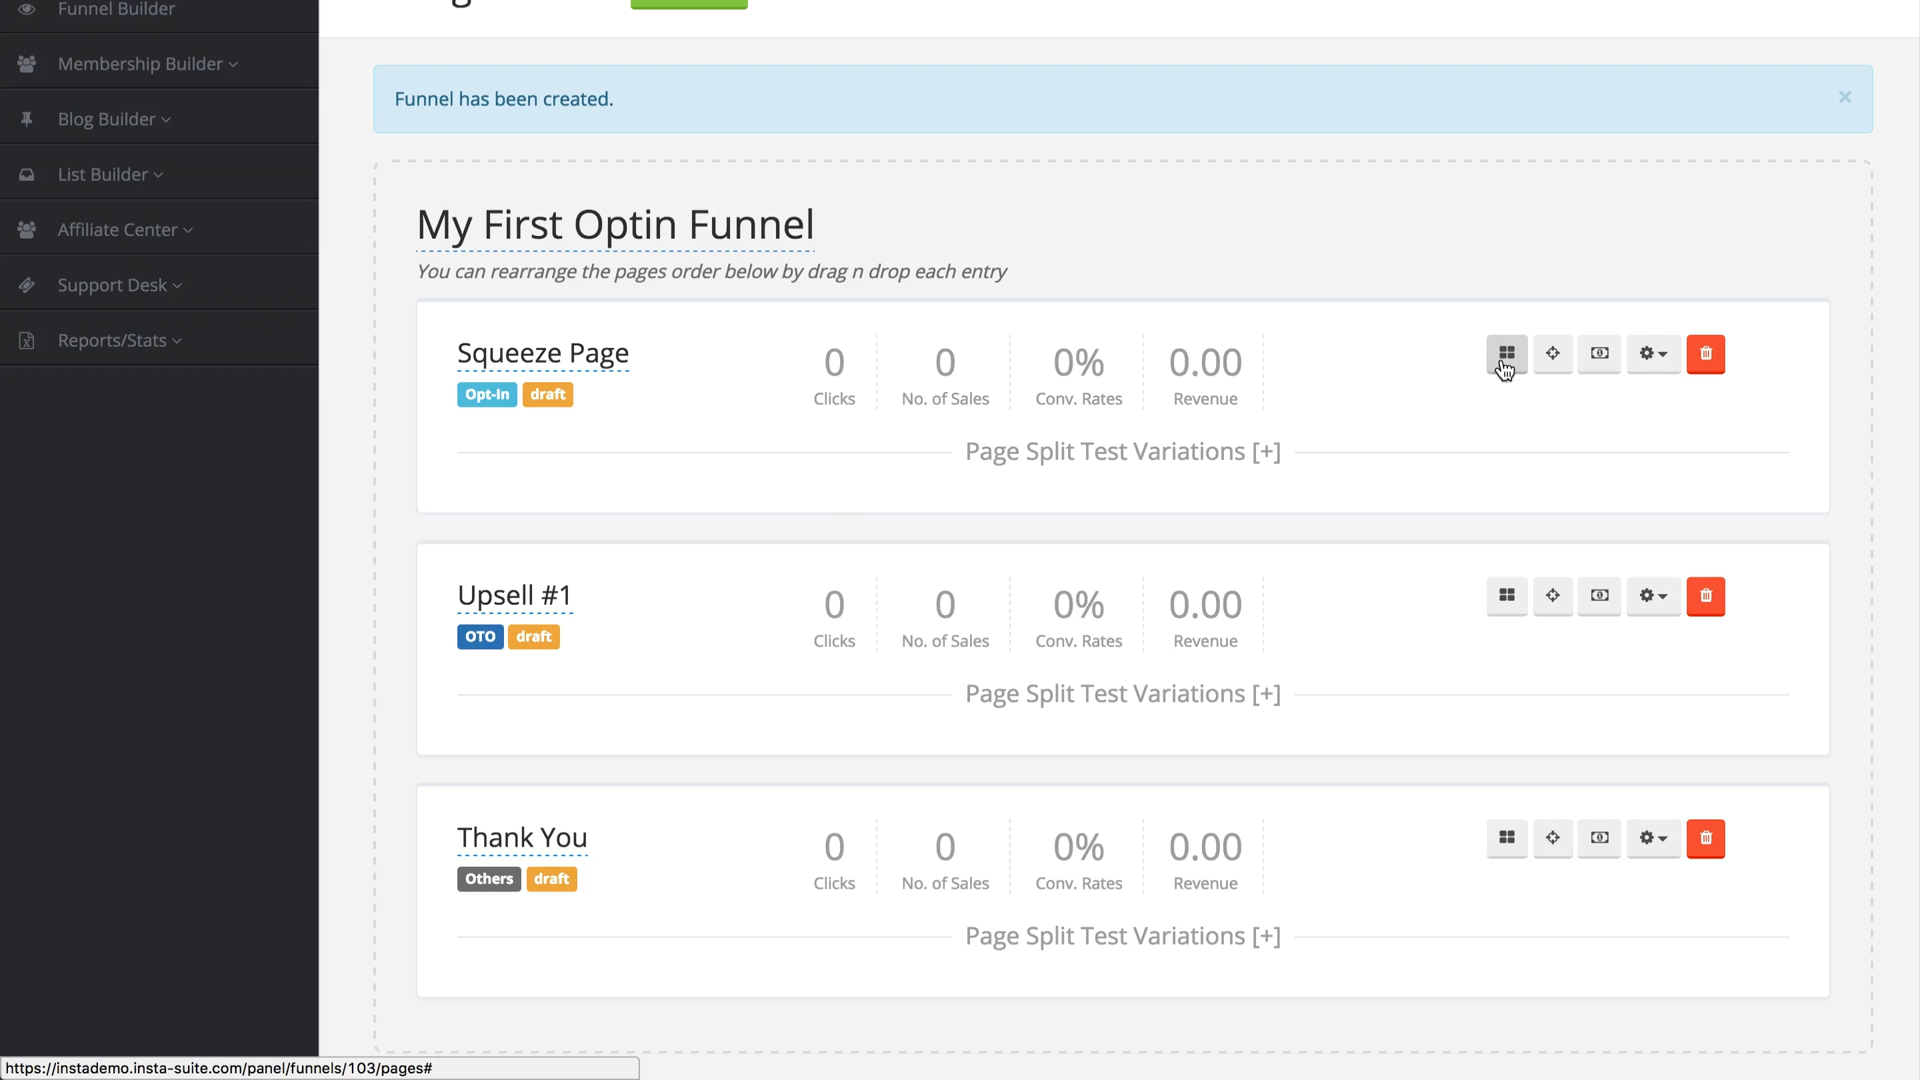 Funnel Builder
Membership Builder
Blog Builder
List Builder
Affiliate Center
Support Desk
Reports/Stats
Funnel has been created.
×
My First Optin Funnel
You can rearrange the pages order below by drag n drop each entry
Squeeze Page
Opt-In draft
0 0 0% 0.00
Clicks No. of Sales Conv. Rates Revenue
Page Split Test Variations [+]
Upsell #1
OTO draft
0 0 0% 0.00
Clicks No. of Sales Conv. Rates Revenue
Page Split Test Variations [+]
Thank You
Others draft
0 0 0% 0.00
Clicks No. of Sales Conv. Rates Revenue
Page Split Test Variations [+]
https://instademo.insta-suite.com/panel/funnels/103/pages#